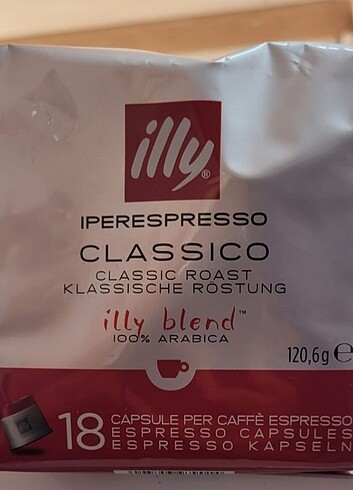 illy®
IPERESPRESSO
CLASSICO
CLASSIC ROAST
KLASSISCHE RÖSTUNG
illy blend™
100% ARABICA
120,6g ℮
18 CAPSULE PER CAFFÈ ESPRESSO
ESPRESSO CAPSULES
ESPRESSO KAPSELN